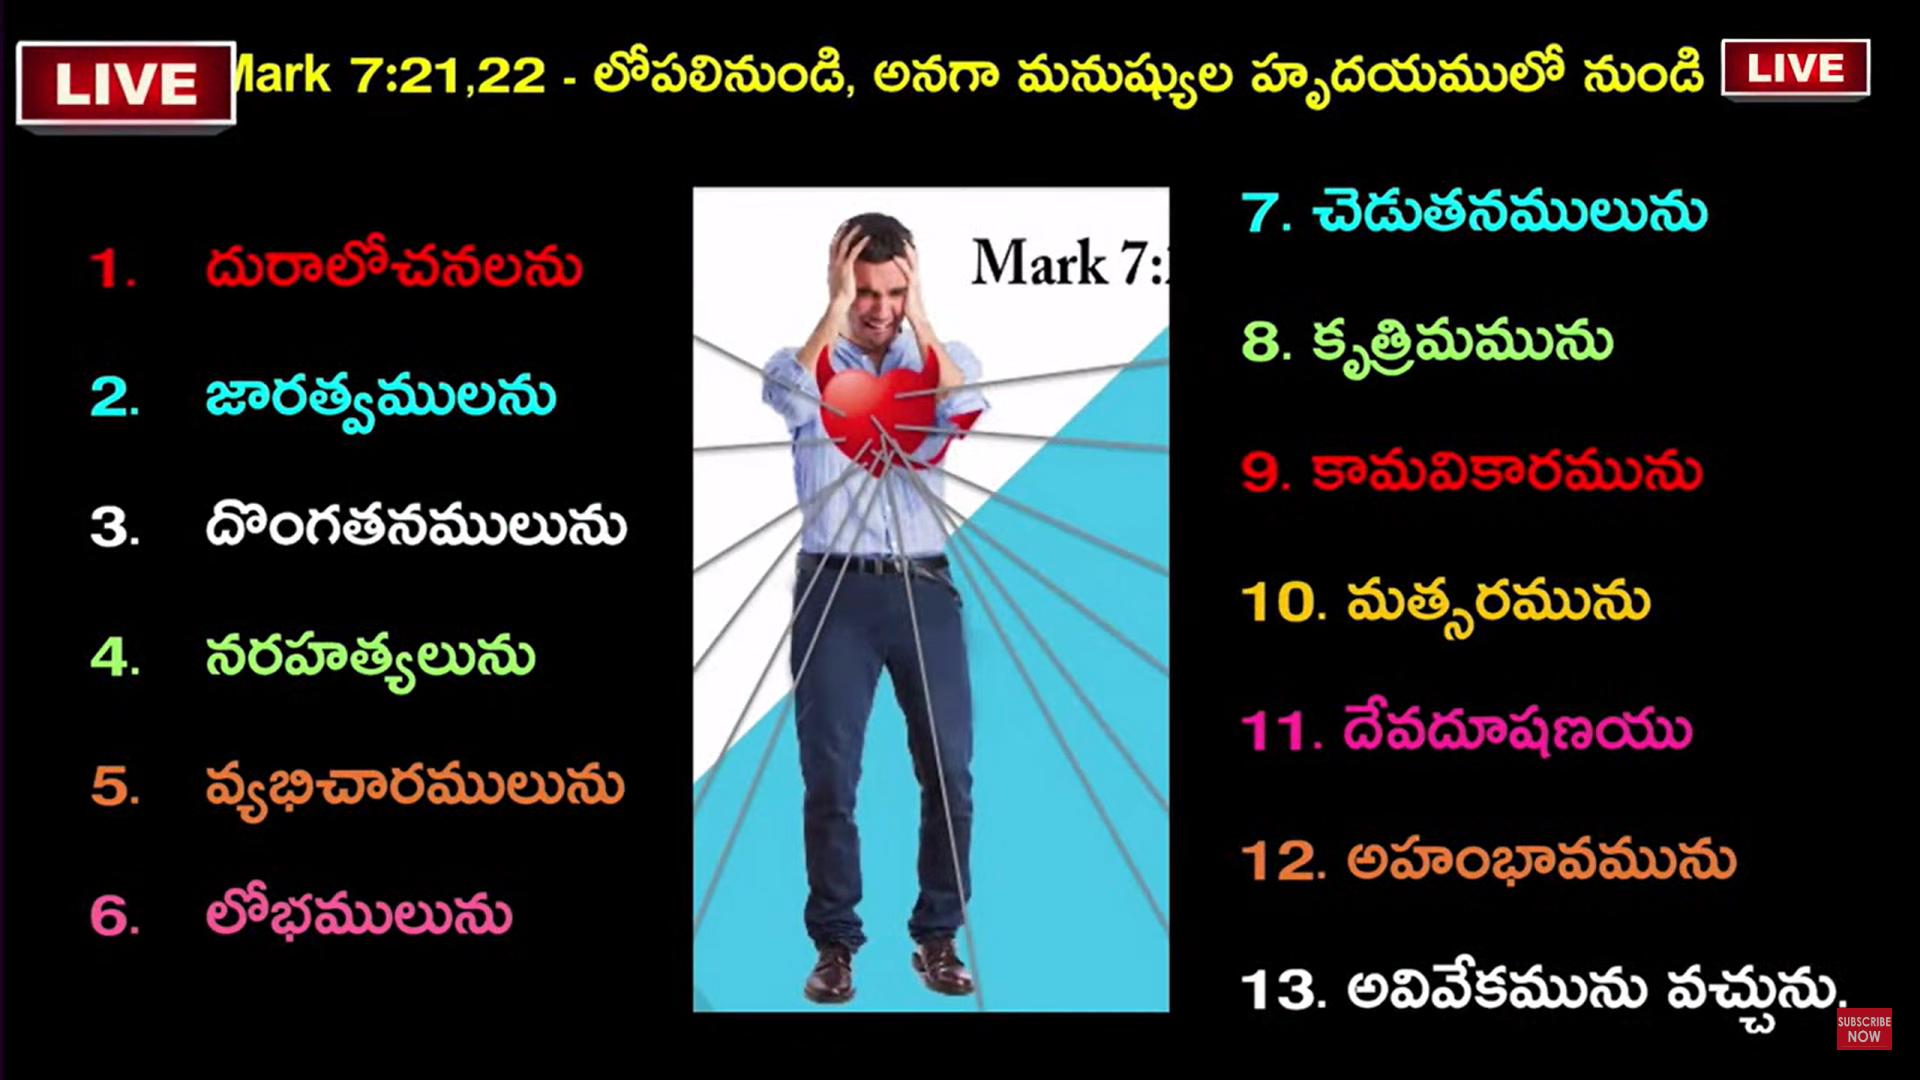 LIVE
Mark 7:21,22 - లోపలినుండి, అనగా మనుష్యుల హృదయములో నుండి
LIVE
1. దురాలోచనలను
2. జారత్వములను
3. దొంగతనములును
4. నరహత్యలును
5. వ్యభిచారములును
6. లోభములును
Mark 7:
7. చెడుతనములును
8. కృత్రిమమును
9. కామవికారమును
10. మత్సరమును
11. దేవదూషణయు
12. అహంభావమును
13. అవివేకమును వచ్చును.
SUBSCRIBE
NOW